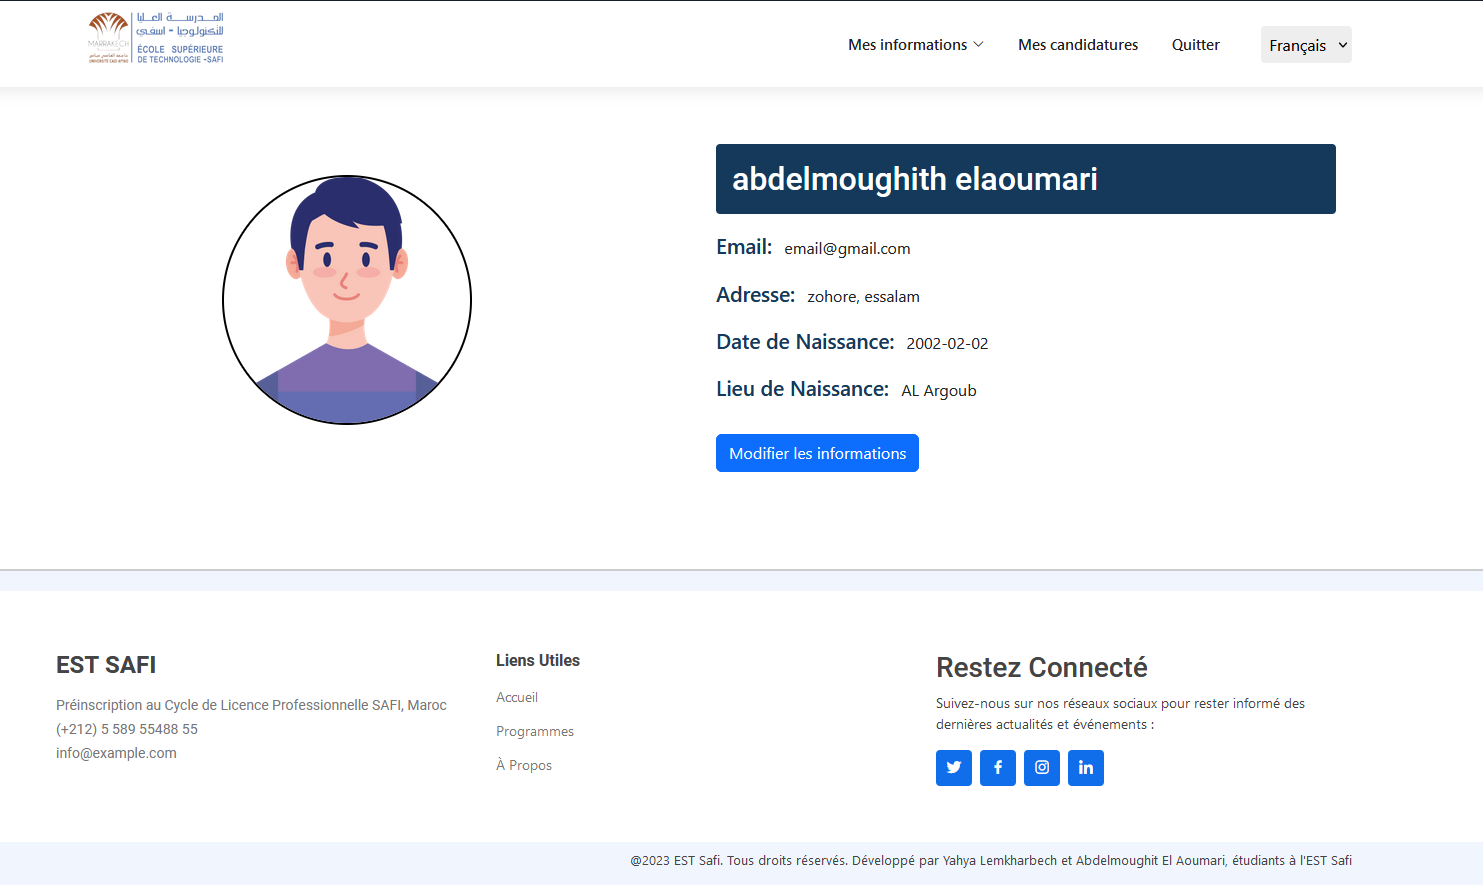 المدرسة العليا
للتكنولوجيا - اسفي
MARRAKECH
ÉCOLE SUPÉRIEURE
DE TECHNOLOGIE -SAFI
Mes informations
Mes candidatures
Quitter
Français
abdelmoughith elaoumari
Email: email@gmail.com
Adresse: zohore, essalam
Date de Naissance: 2002-02-02
Lieu de Naissance: AL Argoub
Modifier les informations
EST SAFI
Préinscription au Cycle de Licence Professionnelle SAFI, Maroc
(+212) 5 589 55488 55
info@example.com
Liens Utiles
Accueil
Programmes
À Propos
Restez Connecté
Suivez-nous sur nos réseaux sociaux pour rester informé des
dernières actualités et événements :
@2023 EST Safi. Tous droits réservés. Développé par Yahya Lemkharbech et Abdelmoughit El Aoumari, étudiants à l'EST Safi